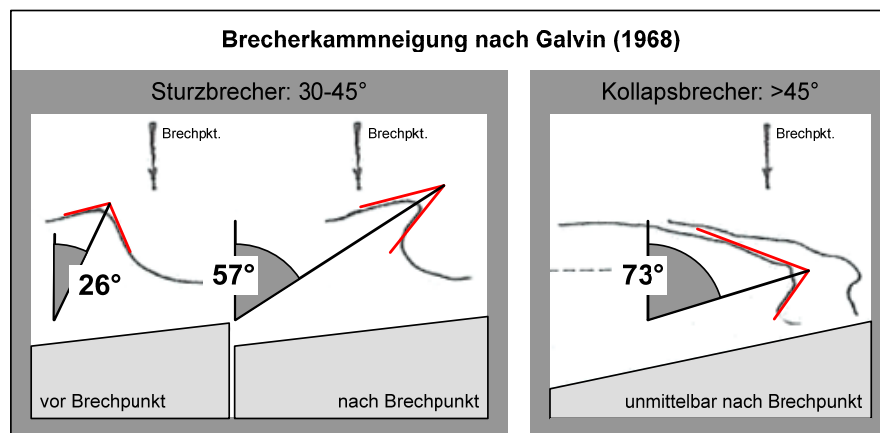 Brecherkammneigung nach Galvin (1968)
Sturzbrecher: 30-45°
Brechpkt.
Brechpkt.
26°
57°
vor Brechpunkt
nach Brechpunkt
Kollapsbrecher: >45°
Brechpkt.
73°
unmittelbar nach Brechpunkt